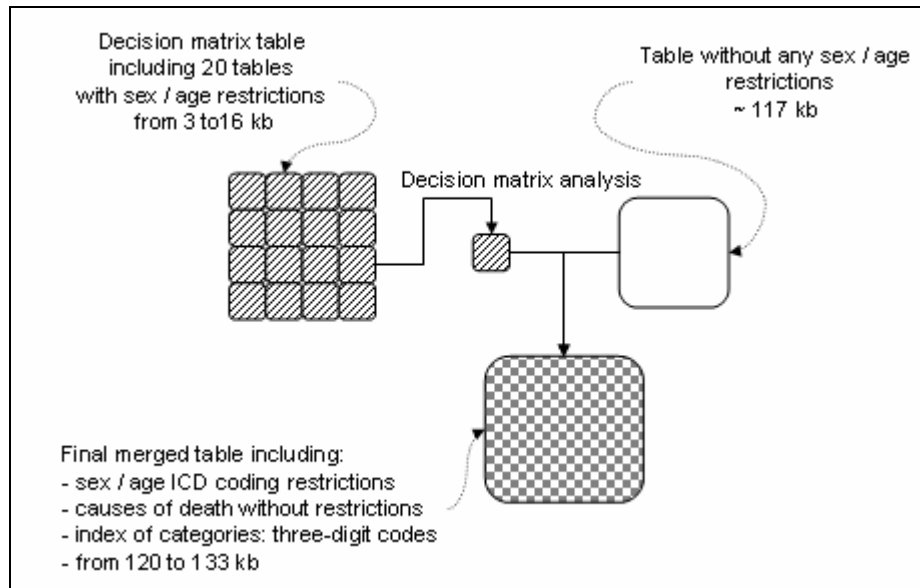 Decision matrix table
including 20 tables
with sex / age restrictions
from 3 to16 kb
Table without any sex / age
restrictions
~ 117 kb
Decision matrix analysis
Final merged table including:
- sex / age ICD coding restrictions
- causes of death without restrictions
- index of categories: three-digit codes
- from 120 to 133 kb